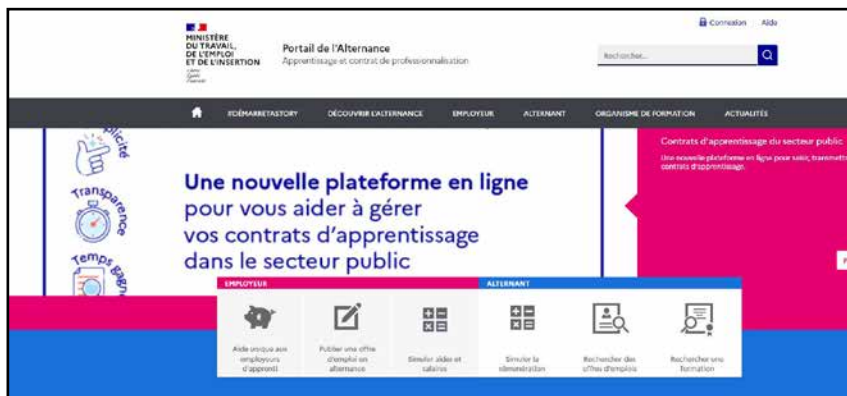 Connexion Aide
MINISTÈRE
DU TRAVAIL,
DE L'EMPLOI
ET DE L'INSERTION
Portail de l'Alternance
Apprentissage et contrat de professionnalisation
Rechercher...
#DÉMARRETASTORY DÉCOUVRIR L'ALTERNANCE EMPLOYEUR ALTERNANT ORGANISME DE FORMATION ACTUALITÉS
Transparence
Temps
Une nouvelle plateforme en ligne
pour vous aider à gérer
vos contrats d'apprentissage
dans le secteur public
Contrats d'apprentissage du secteur public
Une nouvelle plateforme en ligne pour saisir,
contrats d'apprentissage.
EMPLOYEUR ALTERNANT
Aide unique aux
employeurs
d'apprenti
Publier une offre
d'emploi en
alternance
Simuler aides et
salaires
Simuler la
rémunération
Rechercher des
offres d'emplois
Rechercher une
formation